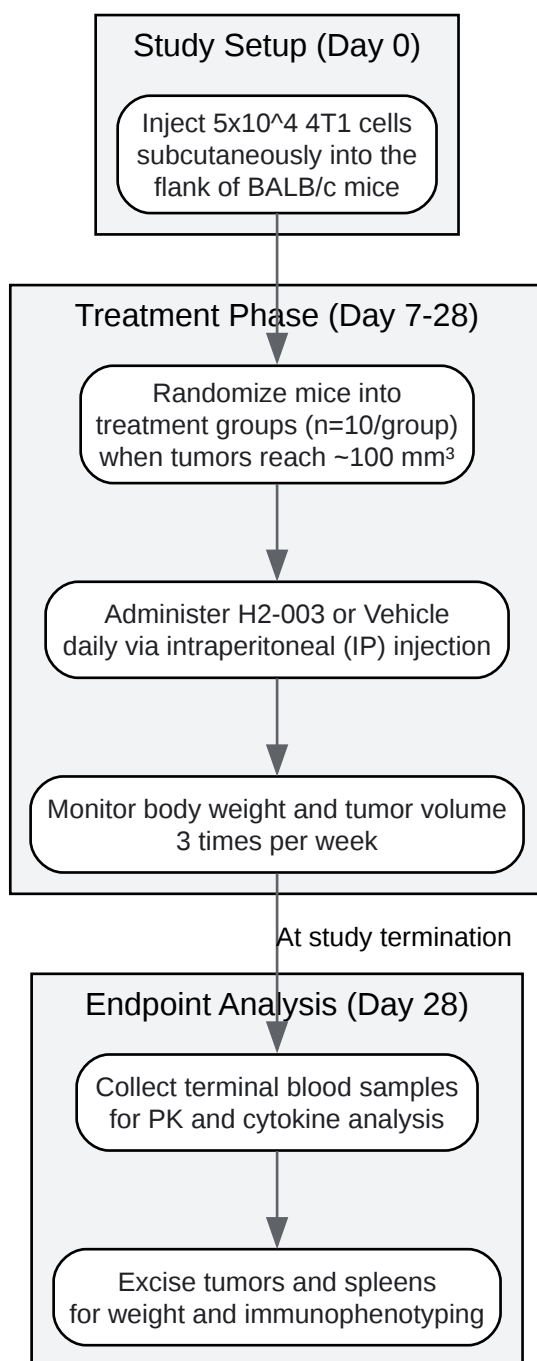 Study Setup (Day 0)
Inject 5x10^4 4T1 cells
subcutaneously into the
flank of BALB/c mice
Treatment Phase (Day 7-28)
Randomize mice into
treatment groups (n=10/group)
when tumors reach ~100 mm³
Administer H2-003 or Vehicle
daily via intraperitoneal (IP) injection
Monitor body weight and tumor volume
3 times per week
At study termination
Endpoint Analysis (Day 28)
Collect terminal blood samples
for PK and cytokine analysis
Excise tumors and spleens
for weight and immunophenotyping